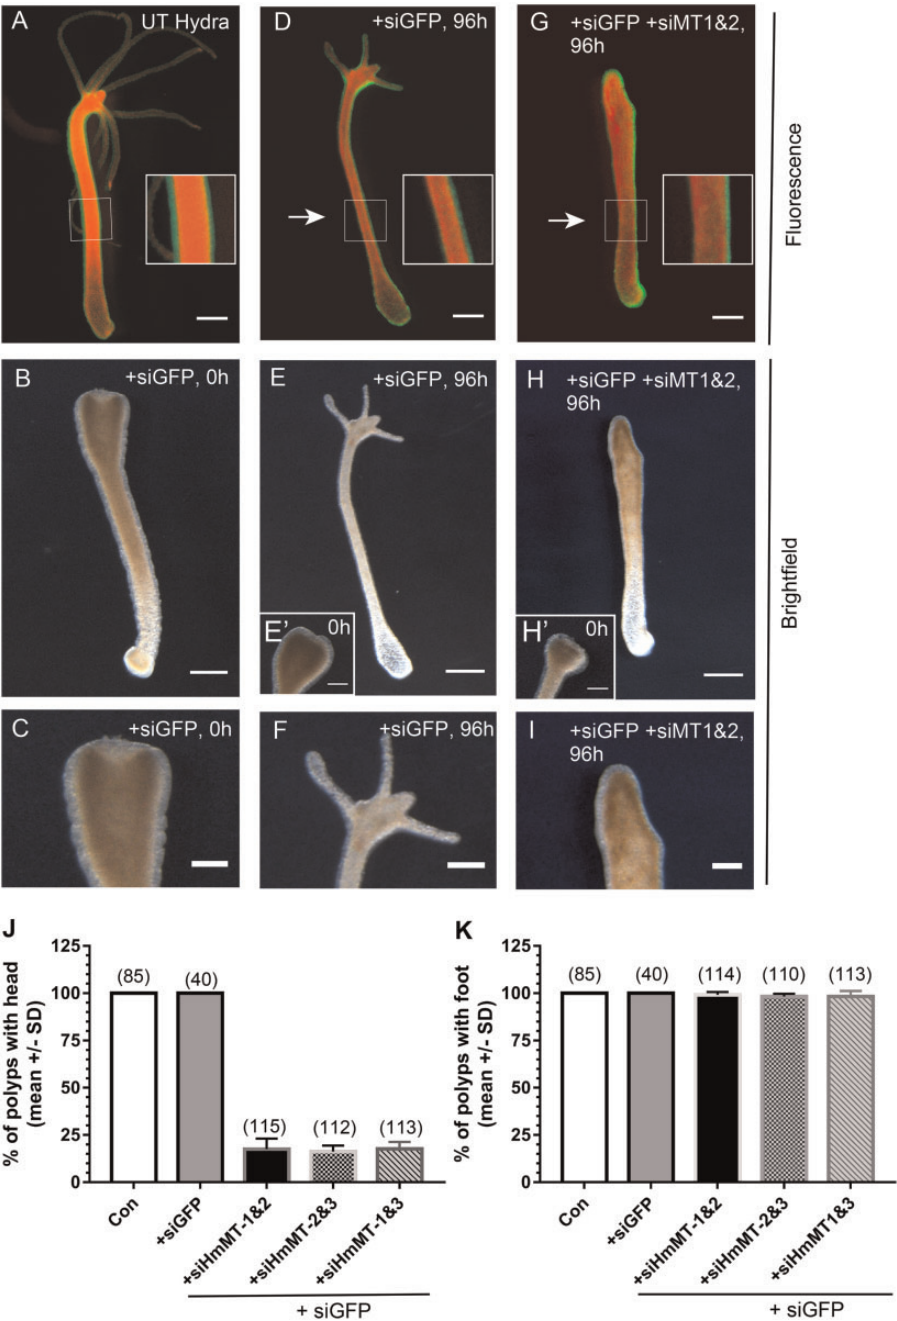 A
UT Hydra
D
+siGFP, 96h
G
+siGFP +siMT1&2,
96h
Fluorescence
B
+siGFP, 0h
E
+siGFP, 96h
E’
0h
H
+siGFP +siMT1&2,
96h
H’
0h
Brightfield
C
+siGFP, 0h
F
+siGFP, 96h
I
+siGFP +siMT1&2,
96h
J
% of polyps with head
(mean +/- SD)
125
100
75
50
25
0
(85)
(40)
(115)
(112)
(113)
Con
+siGFP
+siHmMT-1&2
+siHmMT-2&3
+siHmMT-1&3
+ siGFP
K
% of polyps with foot
(mean +/- SD)
125
100
75
50
25
0
(85)
(40)
(114)
(110)
(113)
Con
+siGFP
+siHmMT-1&2
+siHmMT-2&3
+siHmMT1&3
+ siGFP